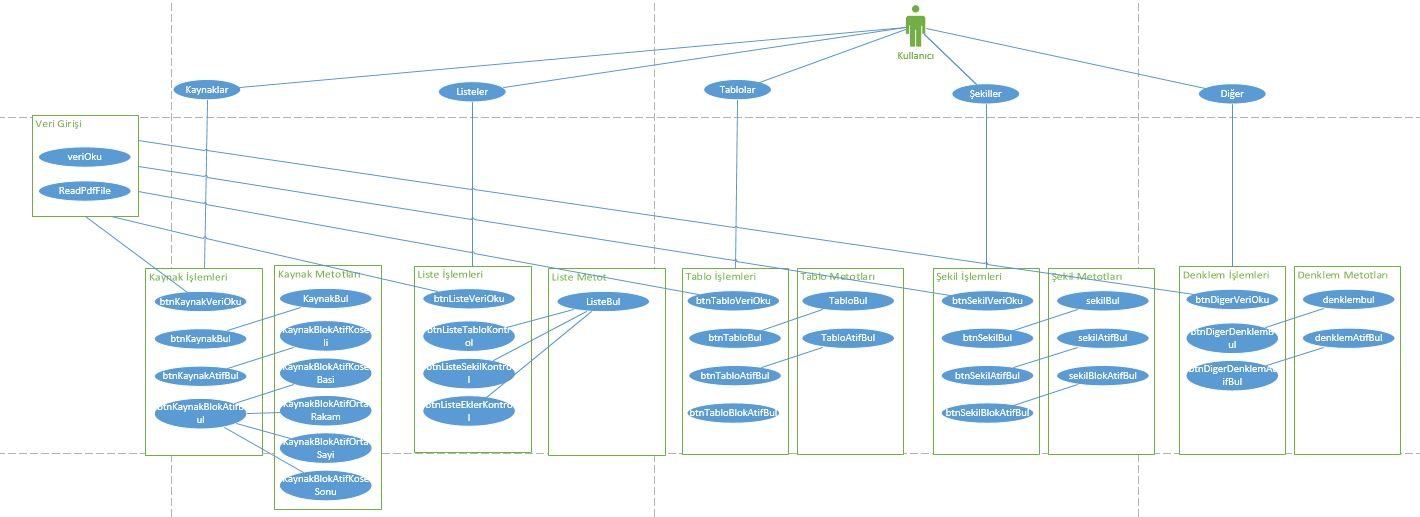 Kullanıcı
Kaynaklar
Listeler
Tablolar
Şekiller
Diğer
Veri Girişi
veriOku
ReadPdfFile
Kaynak İşlemleri
btnKaynakVeriOku
btnKaynakBul
btnKaynakAtifBul
btnKaynakBlokAtifB
ul
Kaynak Metotları
KaynakBul
KaynakBlokAtifKose
li
KaynakBlokAtifKose
Basi
KaynakBlokAtifOrta
Rakam
KaynakBlokAtifOrta
Sayi
KaynakBlokAtifKose
Sonu
Liste İşlemleri
btnListeVeriOku
btnListeTabloKontr
ol
btnListeSekilKontro
l
btnListeEklerKontro
l
Liste Metot
ListeBul
Tablo İşlemleri
btnTabloVeriOku
btnTabloBul
btnTabloAtifBul
btnTabloBlokAtifBul
Tablo Metotları
TabloBul
TabloAtifBul
Şekil İşlemleri
btnSekilVeriOku
btnSekilBul
btnSekilAtifBul
btnSekilBlokAtifBul
Şekil Metotları
sekilBul
sekilAtifBul
sekilBlokAtifBul
Denklem İşlemleri
btnDigerVeriOku
btnDigerDenklemB
ul
btnDigerDenklemAt
ifBul
Denklem Metotları
denklembul
denklemAtifBul